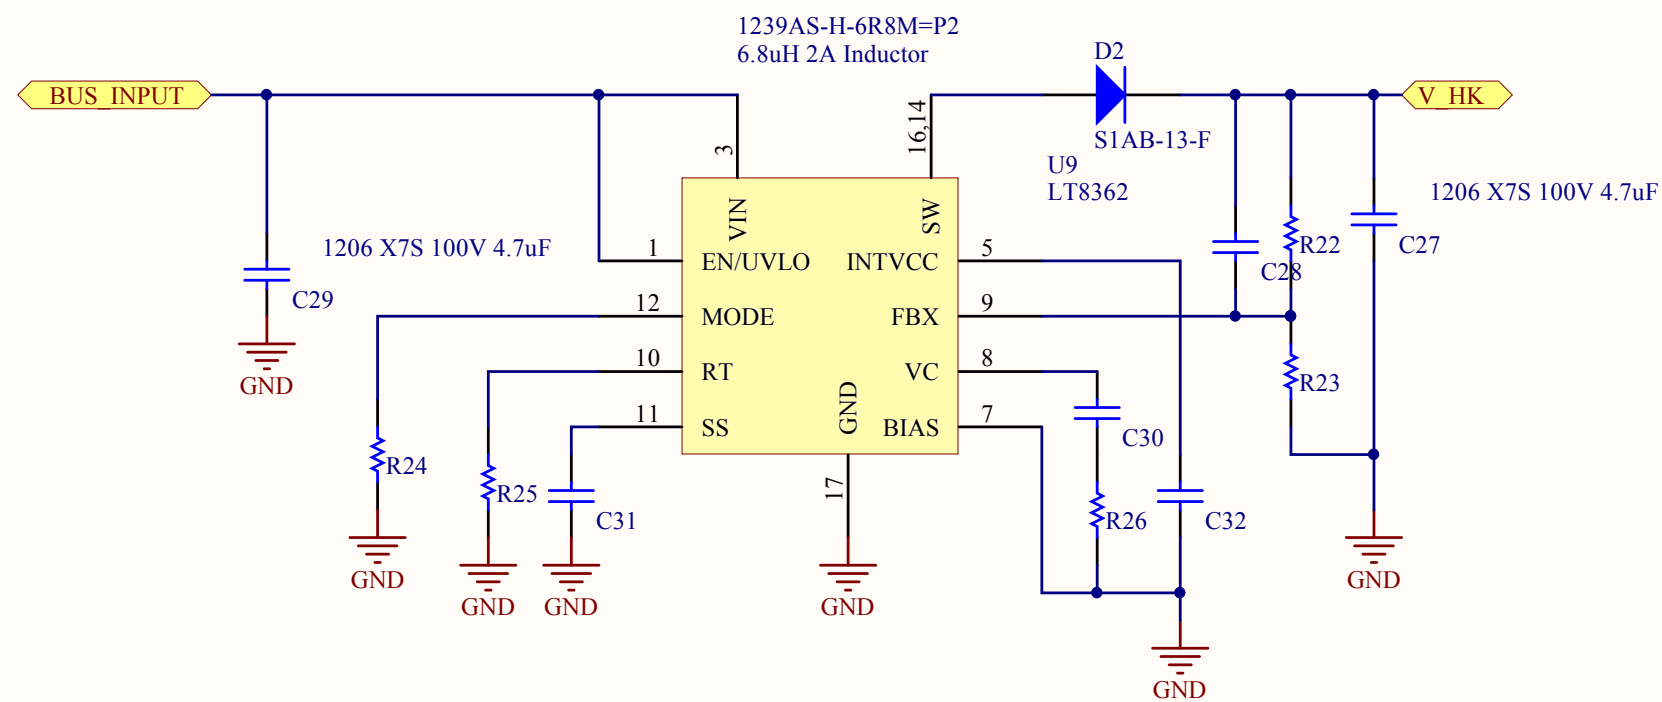 1239AS-H-6R8M=P2
6.8uH 2A Inductor
D2
BUS_INPUT
V_HK
S1AB-13-F
U9
LT8362
3
16,14
VIN
SW
1206 X7S 100V 4.7uF
1206 X7S 100V 4.7uF
1
EN/UVLO
INTVCC
5
R22
C27
C28
C29
12
MODE
FBX
9
GND
10
RT
VC
8
R23
11
SS
GND
BIAS
7
C30
R24
17
R25
C31
R26
C32
GND
GND
GND
GND
GND
GND